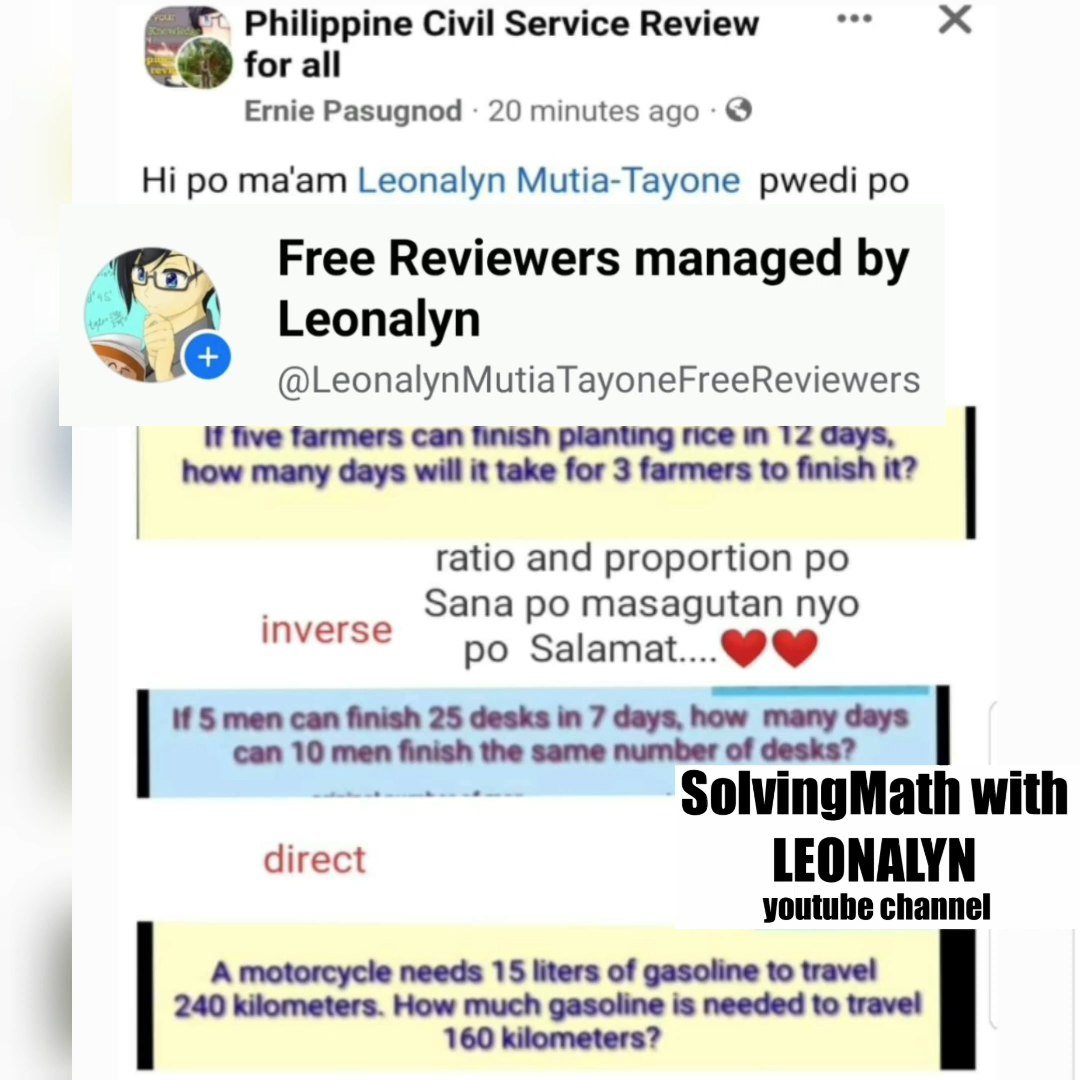 Philippine Civil Service Review
for all
Ernie Pasugnod · 20 minutes ago ·
Hi po ma'am Leonalyn Mutia-Tayone pwedi po
Free Reviewers managed by
Leonalyn
@LeonalynMutiaTayoneFreeReviewers
If five farmers can finish planting rice in 12 days,
how many days will it take for 3 farmers to finish it?
ratio and proportion po
Sana po masagutan nyo
inverse
po Salamat....❤️❤️
If 5 men can finish 25 desks in 7 days, how many days
can 10 men finish the same number of desks?
SolvingMath with
LEONALYN
youtube channel
direct
A motorcycle needs 15 liters of gasoline to travel
240 kilometers. How much gasoline is needed to travel
160 kilometers?